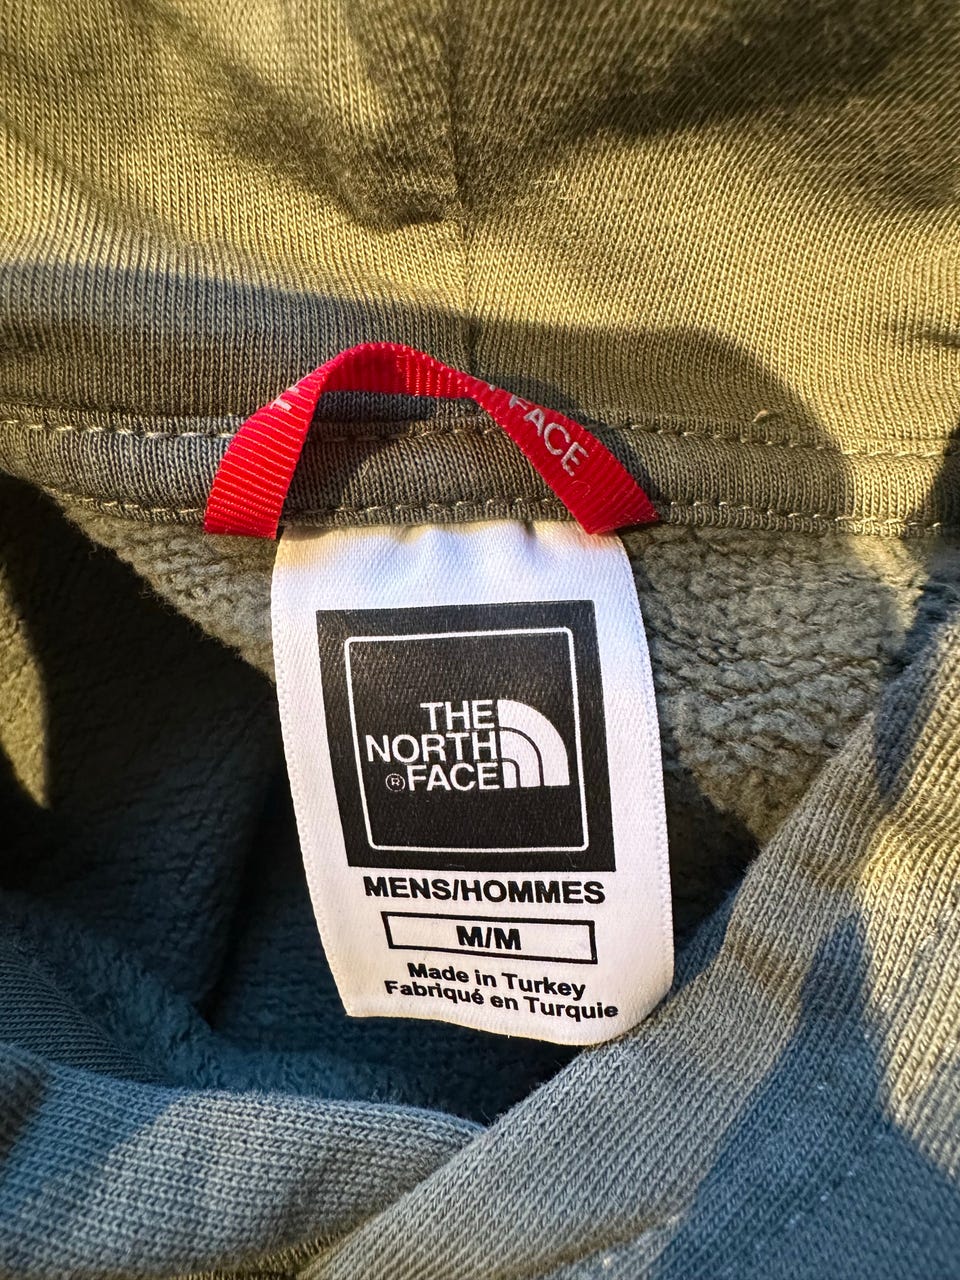 FACE
THE
NORTH
®FACE
MENS/HOMMES
M/M
Made in Turkey
Fabriqué en Turquie